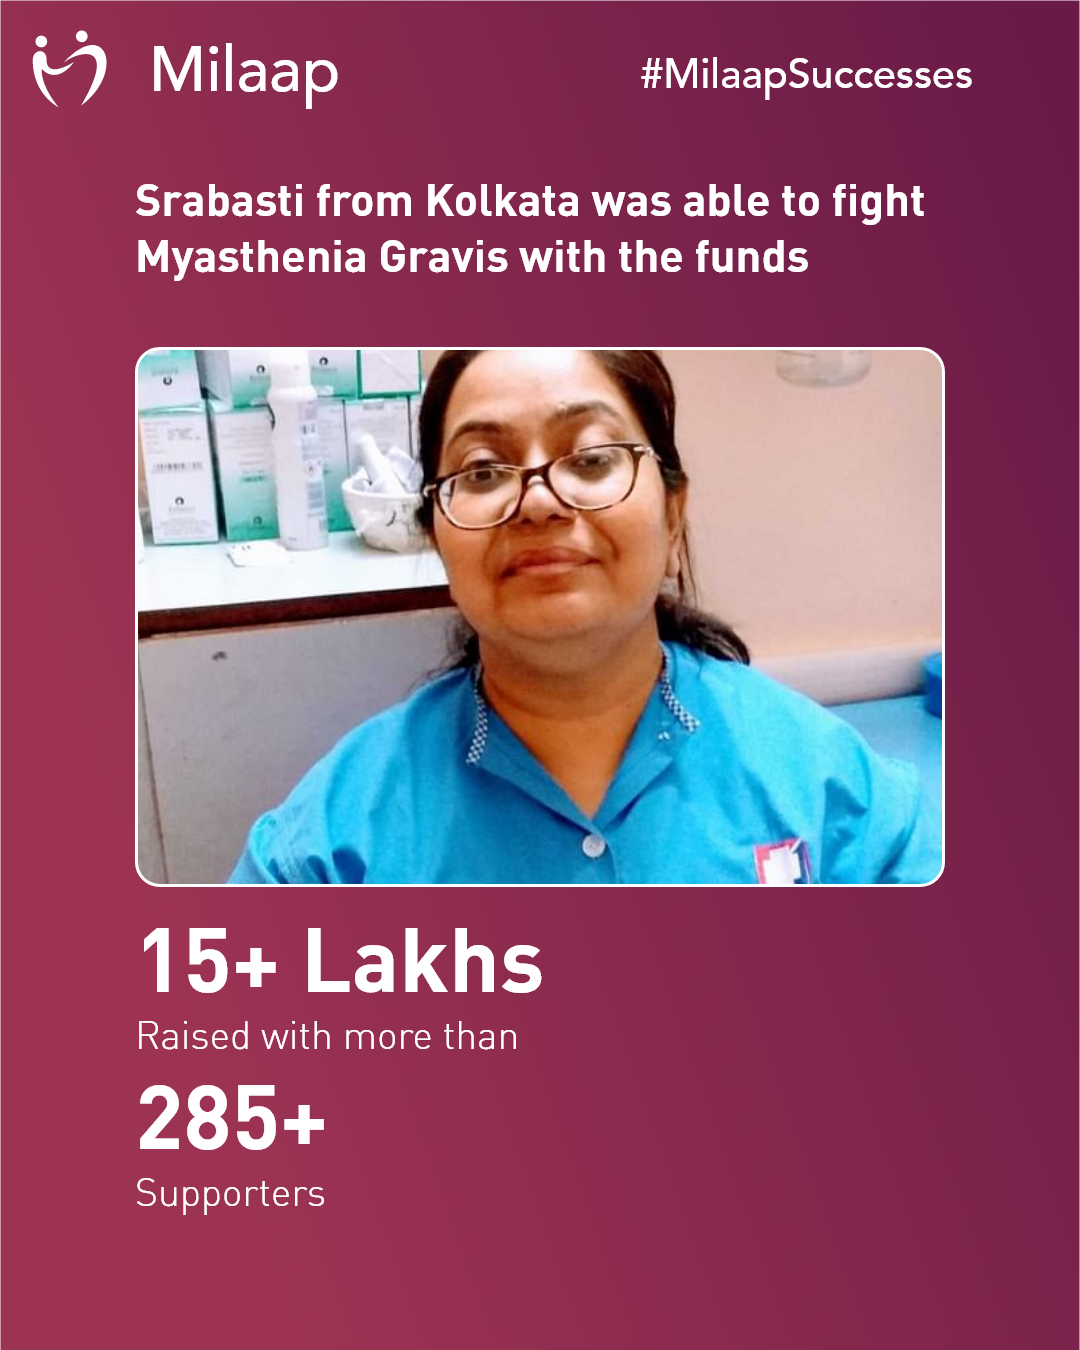 Milaap
#MilaapSuccesses
Srabasti from Kolkata was able to fight
Myasthenia Gravis with the funds
15+ Lakhs
Raised with more than
285+
Supporters